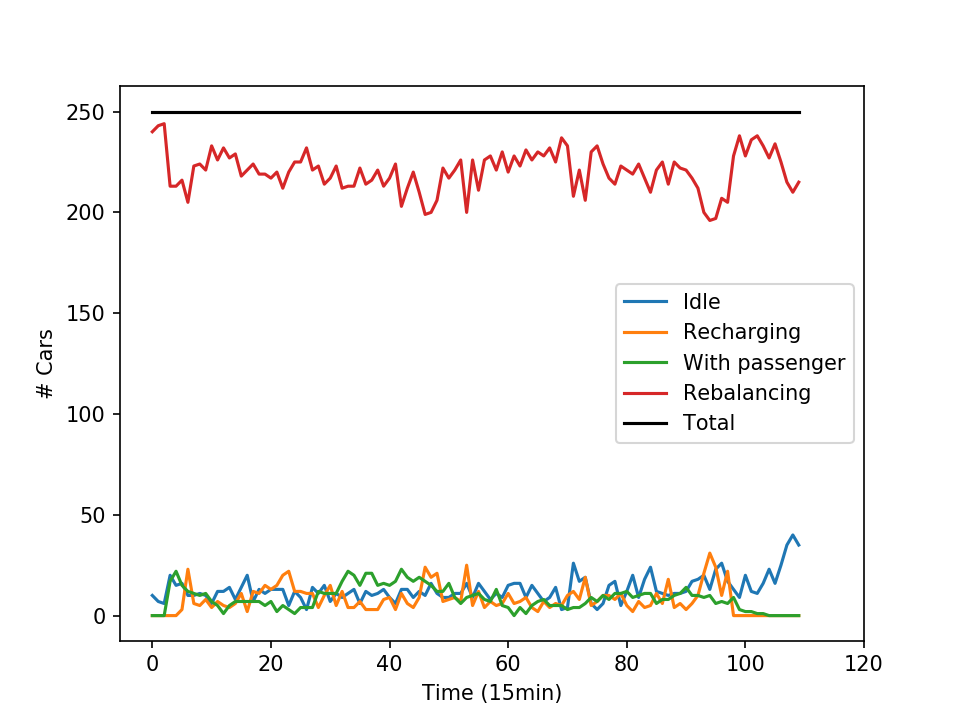 250
200
150
100
50
0
# Cars
Idle
Recharging
With passenger
Rebalancing
Total
0 20 40 60 80 100 120
Time (15min)